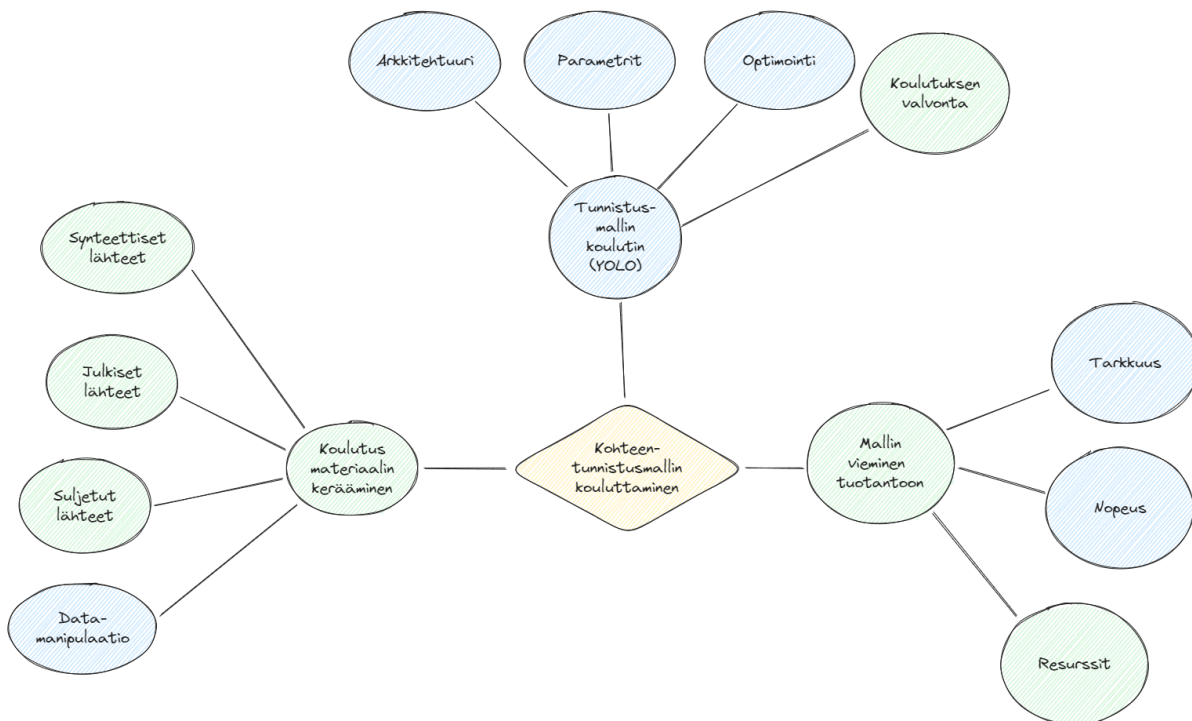 Arkkitehtuuri
Parametrit
Optimointi
Koulutuksen
valvonta
Tunnistus-
mallin
koulutin
(YOLO)
Synteettiset
lähteet
Julkiset
lähteet
Suljetut
lähteet
Data-
manipulaatio
Koulutus
materiaalin
kerääminen
Kohteen-
tunnistusmallin
kouluttaminen
Mallin
vieminen
tuotantoon
Tarkkuus
Nopeus
Resurssit